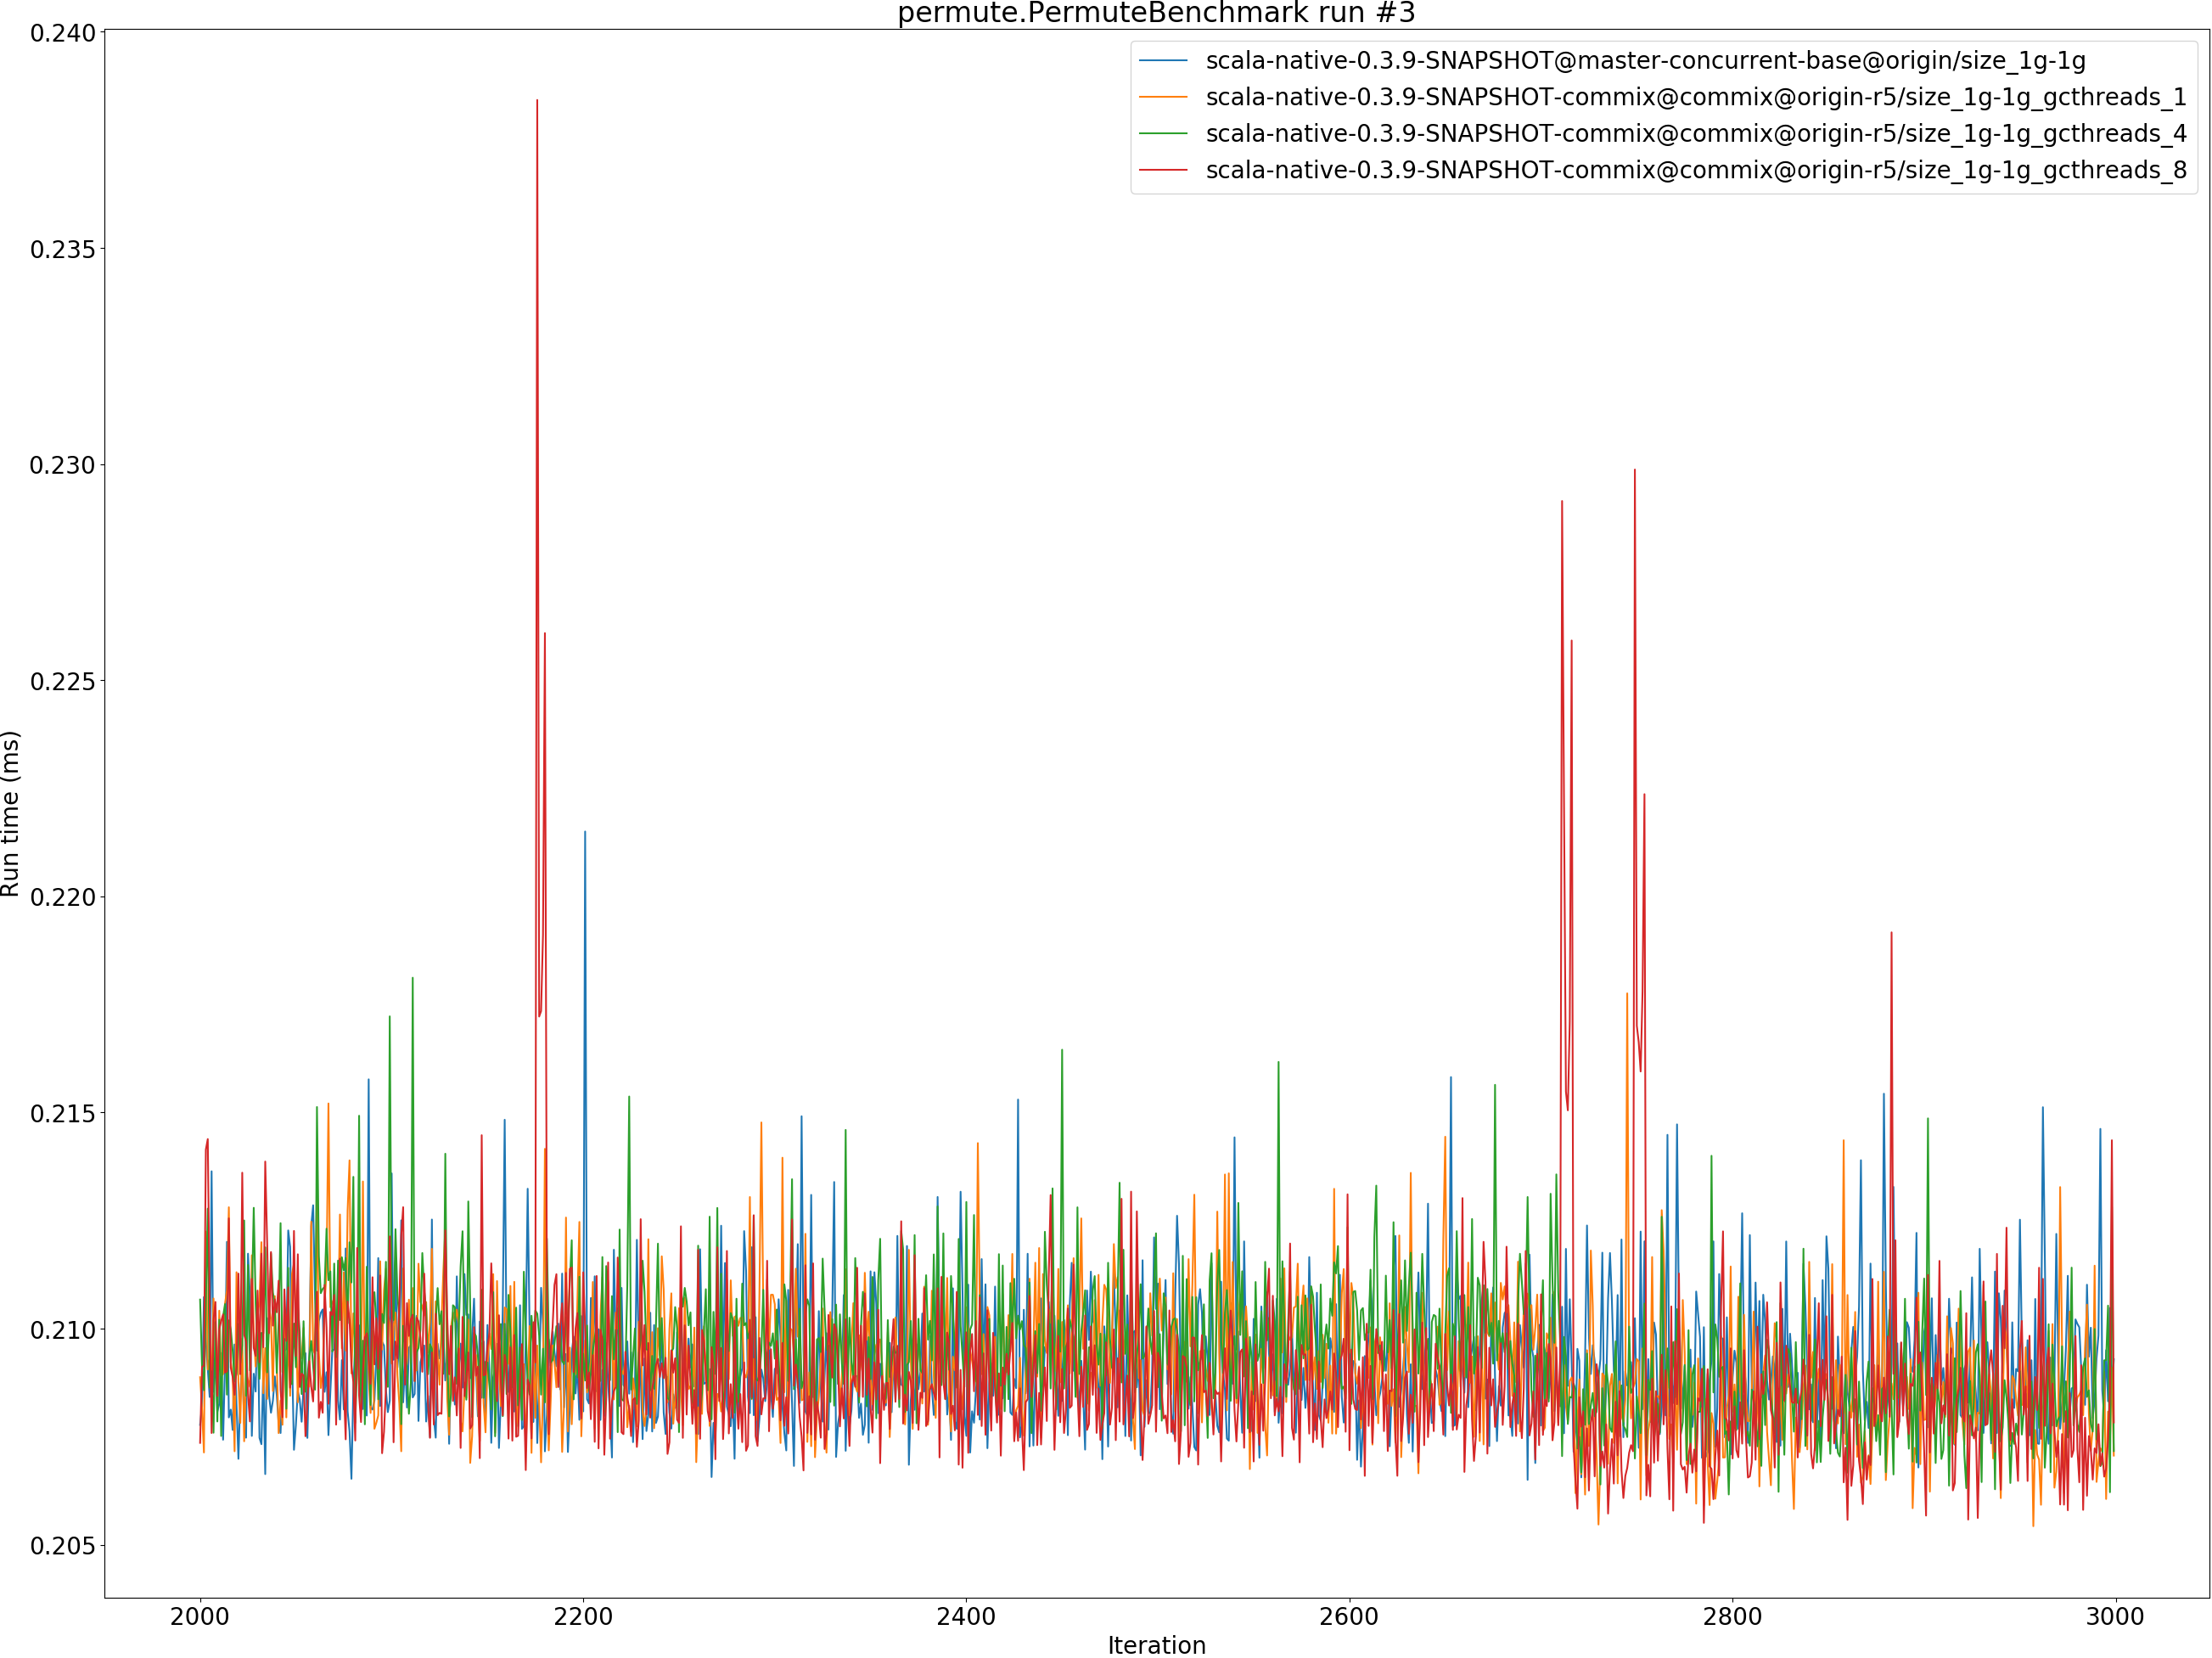 permute.PermuteBenchmark run #3
scala-native-0.3.9-SNAPSHOT@master-concurrent-base@origin/size_1g-1g
scala-native-0.3.9-SNAPSHOT-commix@commix@origin-r5/size_1g-1g_gcthreads_1
scala-native-0.3.9-SNAPSHOT-commix@commix@origin-r5/size_1g-1g_gcthreads_4
scala-native-0.3.9-SNAPSHOT-commix@commix@origin-r5/size_1g-1g_gcthreads_8
0.240
0.235
0.230
0.225
0.220
0.215
0.210
0.205
Run time (ms)
2000 2200 2400 2600 2800 3000
Iteration